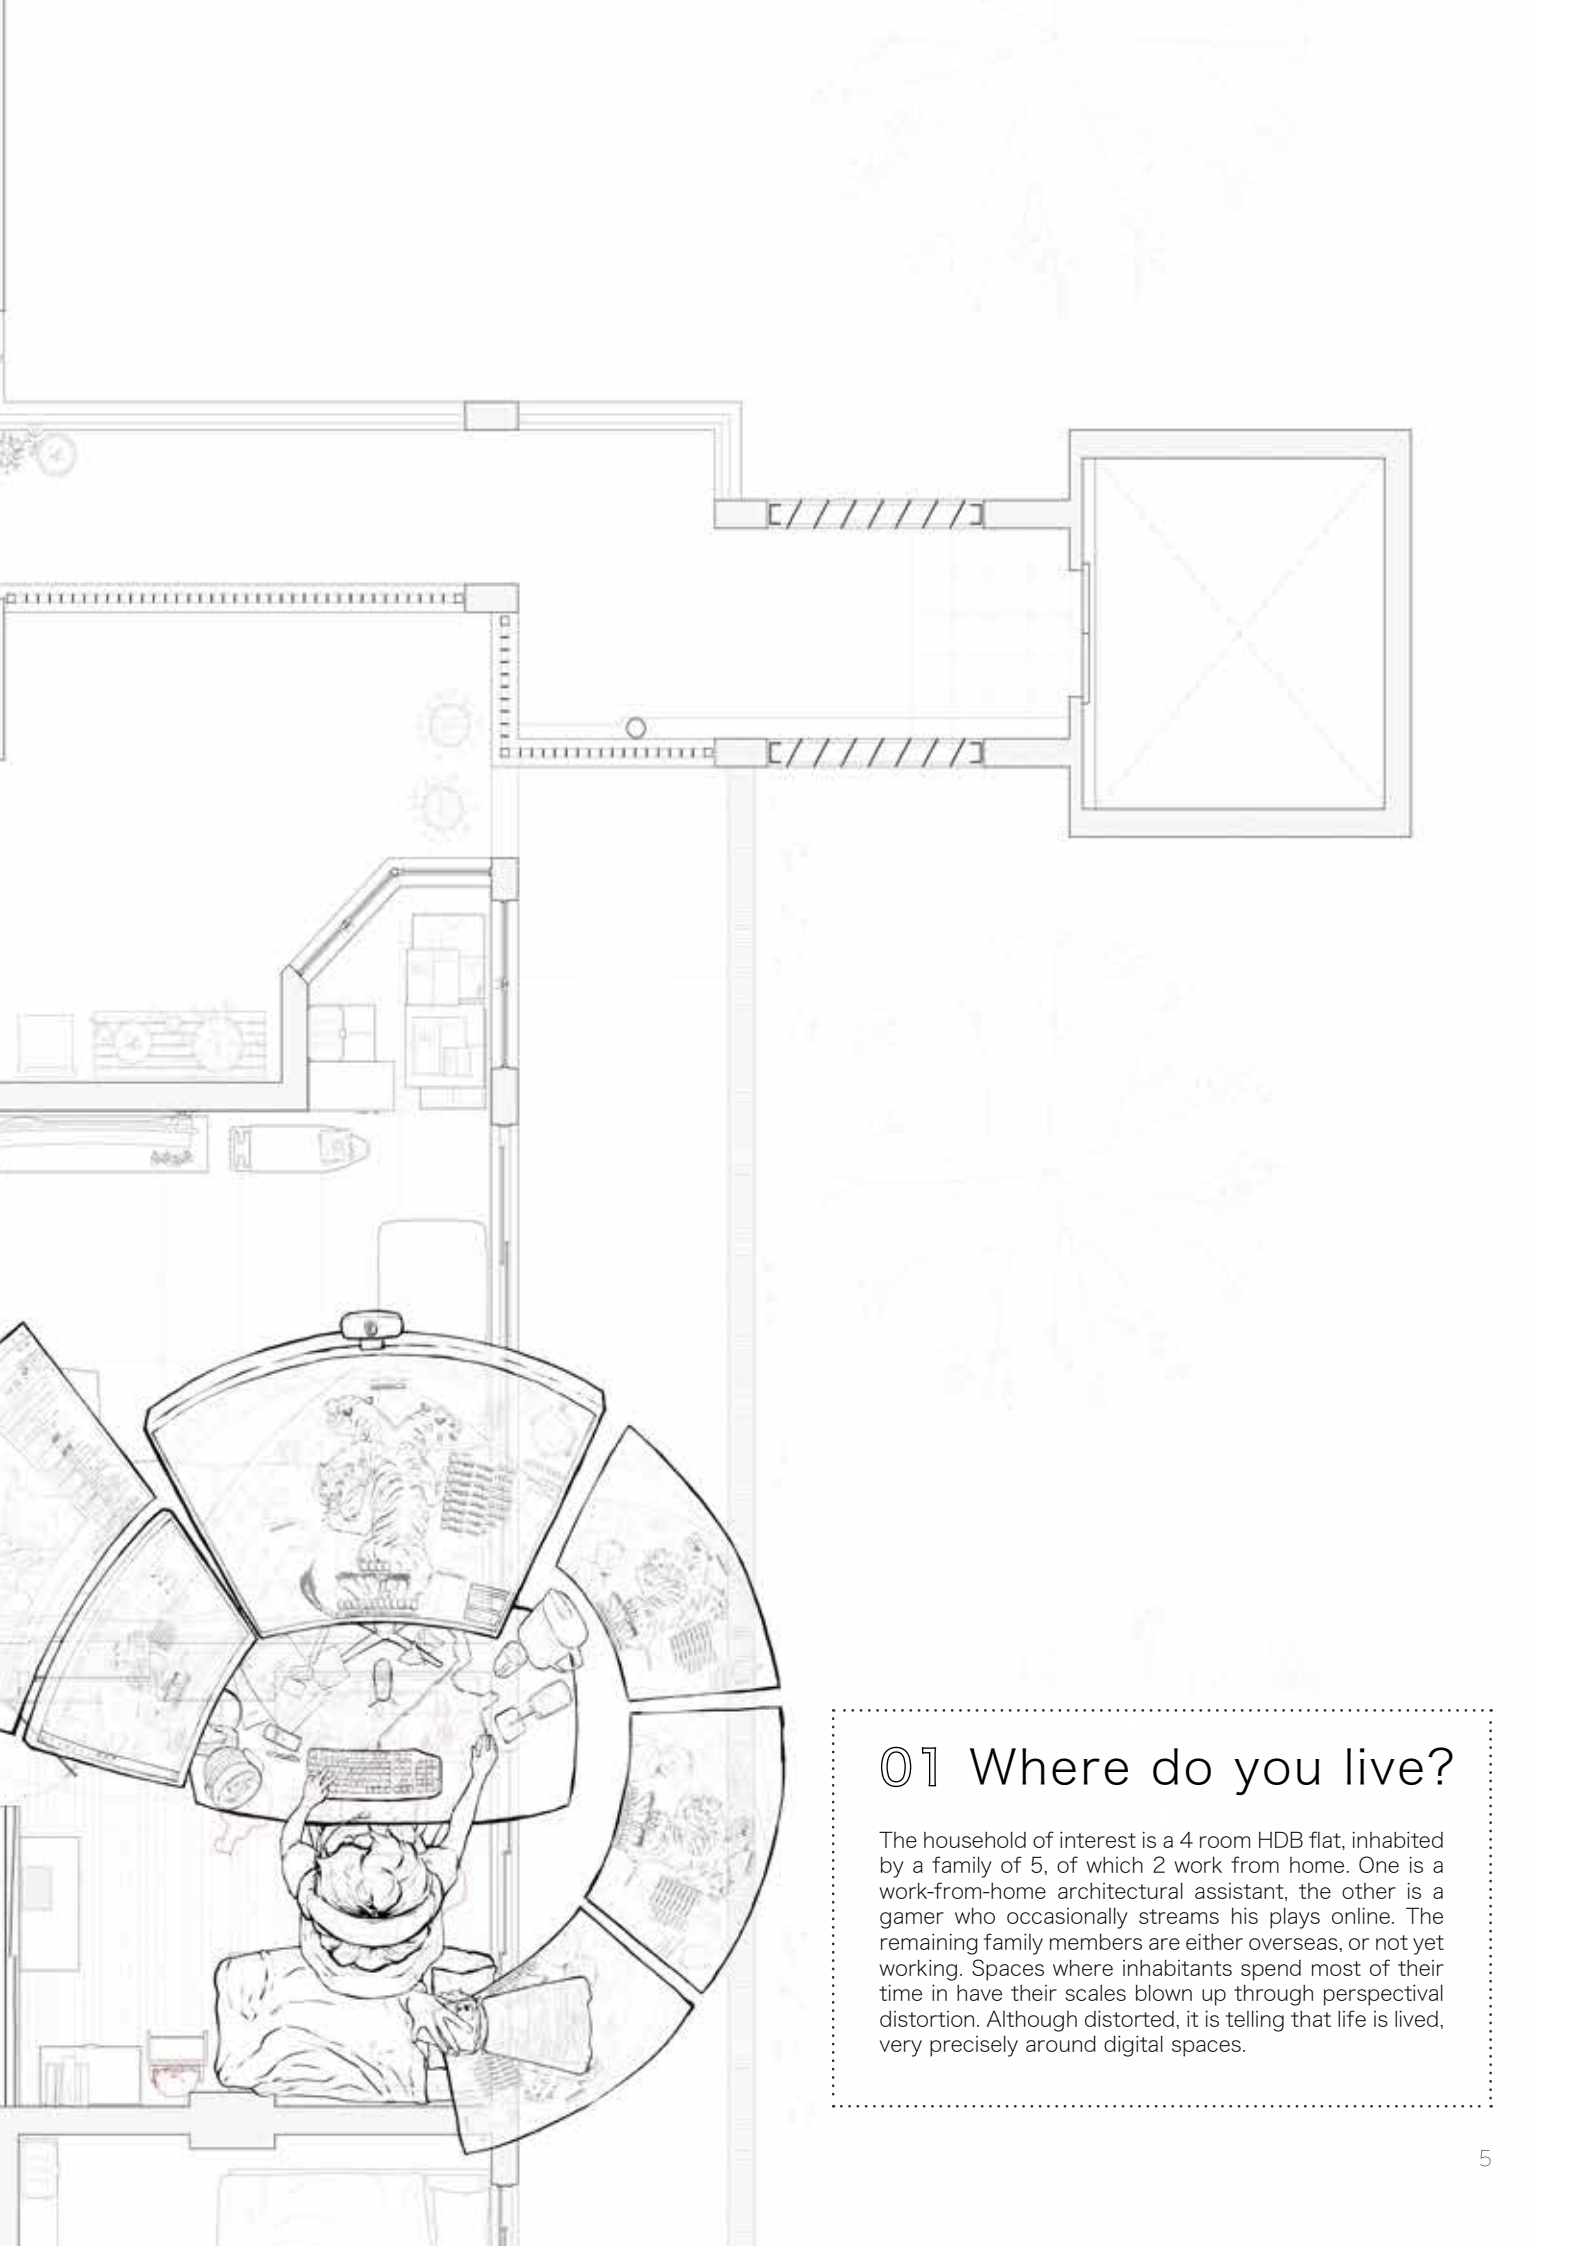 01 Where do you live?
The household of interest is a 4 room HDB flat, inhabited
by a family of 5, of which 2 work from home. One is a
work-from-home architectural assistant, the other is a
gamer who occasionally streams his plays online. The
remaining family members are either overseas, or not yet
working. Spaces where inhabitants spend most of their
time in have their scales blown up through perspectival
distortion. Although distorted, it is telling that life is lived,
very precisely around digital spaces.
5